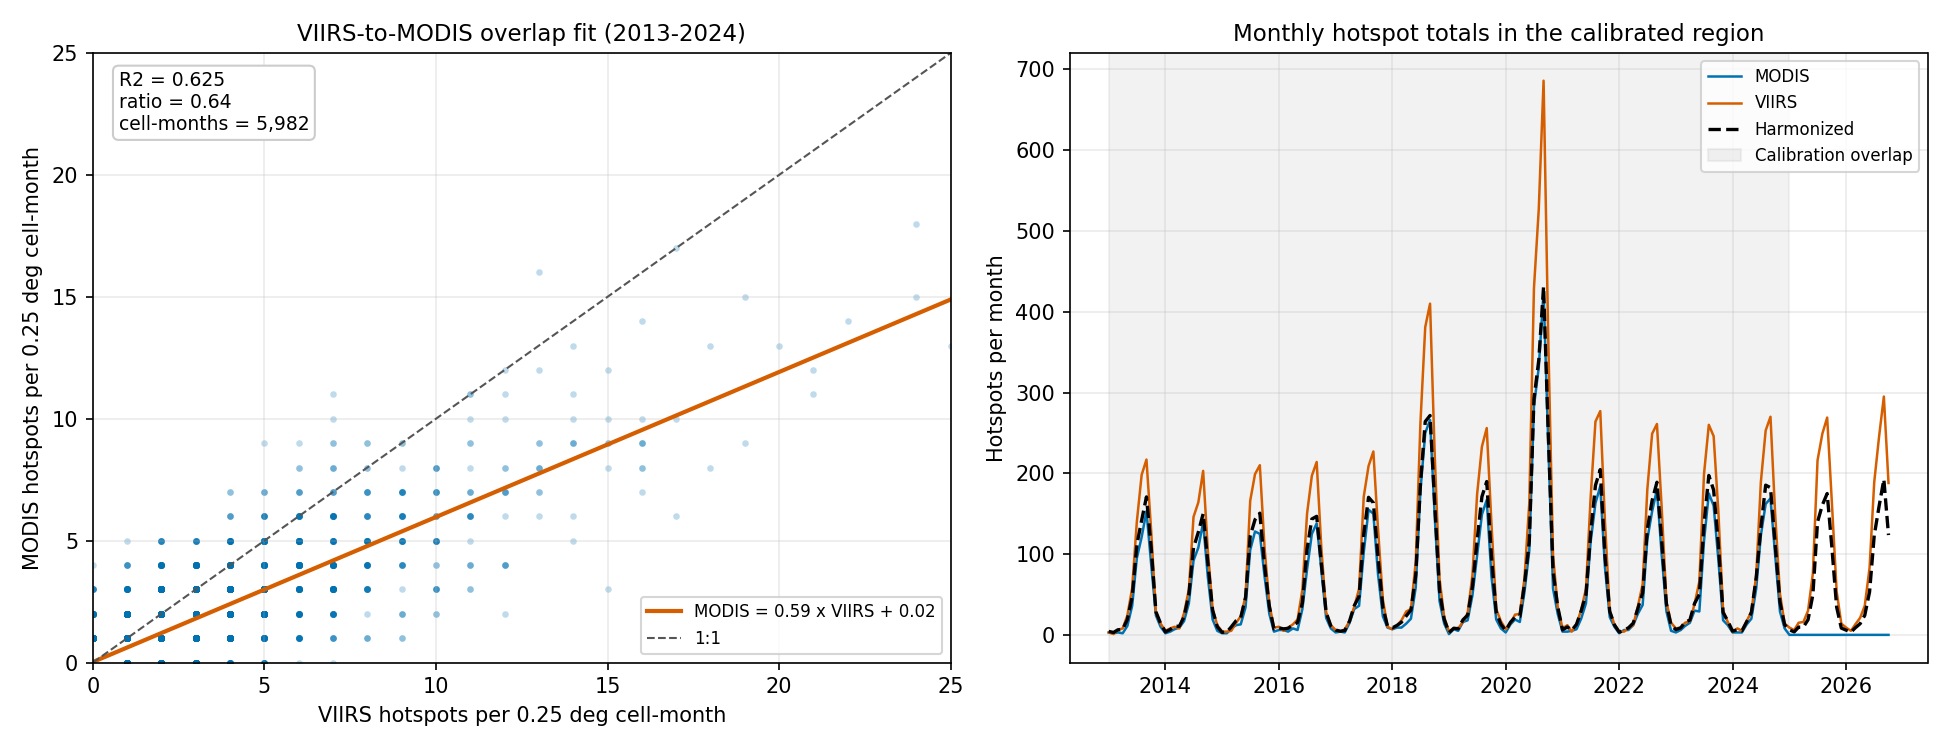 VIIRS-to-MODIS overlap fit (2013-2024)
R2 = 0.625
ratio = 0.64
cell-months = 5,982
MODIS hotspots per 0.25 deg cell-month
25
20
15
10
5
0
MODIS = 0.59 x VIIRS + 0.02
1:1
0 5 10 15 20 25
VIIRS hotspots per 0.25 deg cell-month
Monthly hotspot totals in the calibrated region
Hotspots per month
700
600
500
400
300
200
100
0
MODIS
VIIRS
Harmonized
Calibration overlap
2014 2016 2018 2020 2022 2024 2026